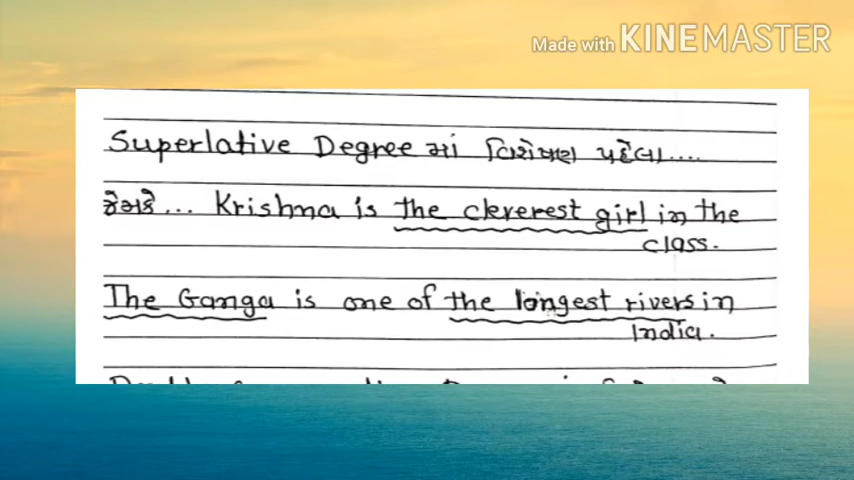 Made with KINEMASTER
Superlative Degree માં વિશેષણ પહેલા....
જેમકે... Krishna is the cleverest girl in the
class.
The Ganga is one of the longest rivers in
India.